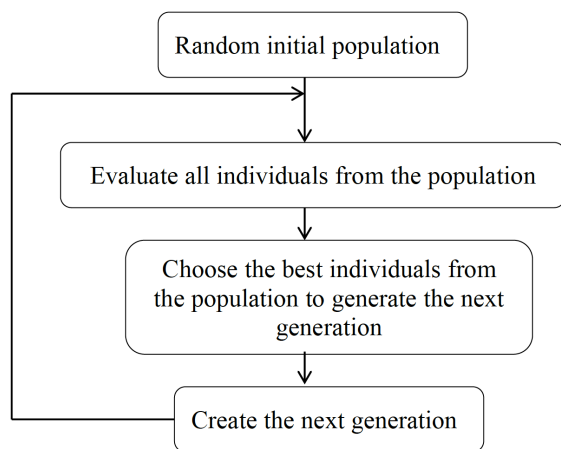 Random initial population
Evaluate all individuals from the population
Choose the best individuals from
the population to generate the next
generation
Create the next generation